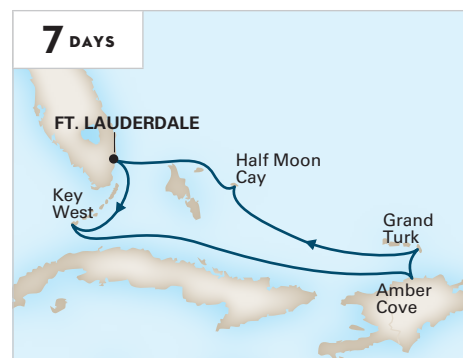 7 DAYS
FT. LAUDERDALE
Half Moon
Cay
Key
West
Grand
Turk
Amber
Cove